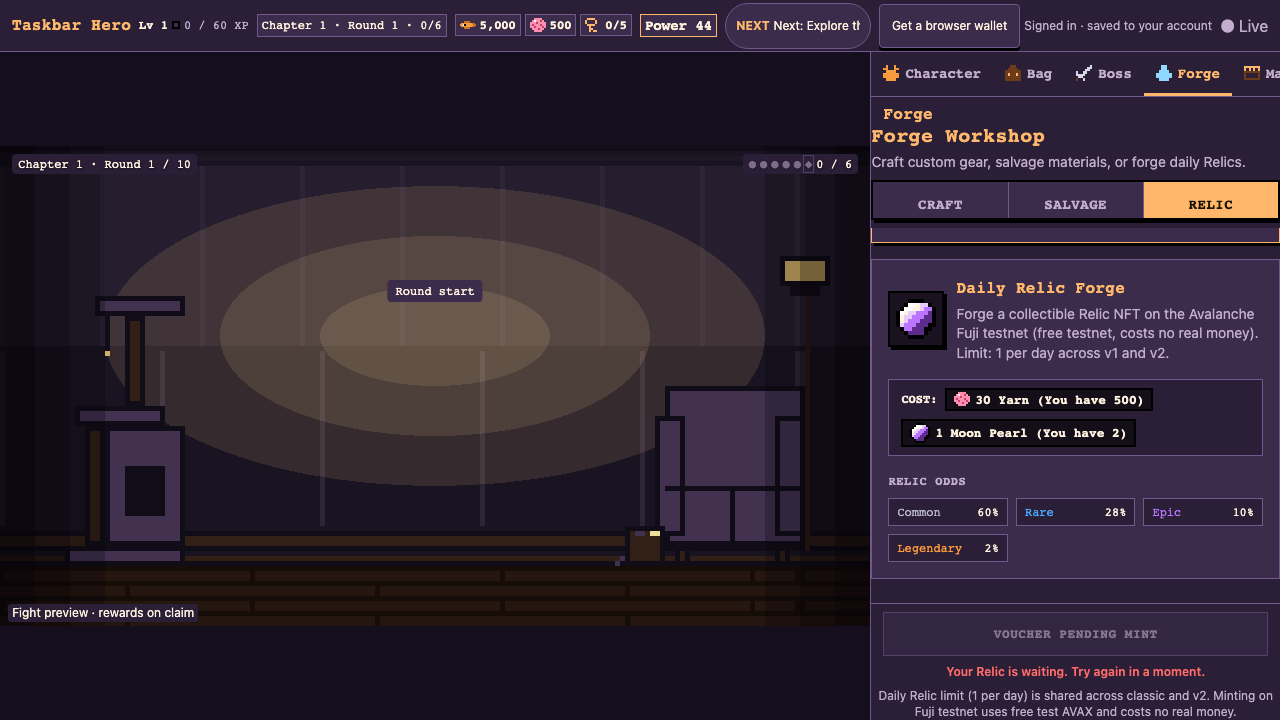 Taskbar Hero Lv 1 0 / 60 XP Chapter 1 · Round 1 · 0/6 5,000 500 0/5 Power 44 NEXT Next: Explore Get a browser wallet Signed in · saved to your account Live
Character Bag Boss Forge
Forge
Forge Workshop
Craft custom gear, salvage materials, or forge daily Relics.
CRAFT SALVAGE RELIC
Chapter 1 · Round 1 / 10
0 / 6
Round start
Daily Relic Forge
Forge a collectible Relic NFT on the Avalanche
Fuji testnet (free testnet, costs no real money).
Limit: 1 per day across v1 and v2.
COST: 30 Yarn (You have 500)
1 Moon Pearl (You have 2)
RELIC ODDS
Common 60% Rare 28% Epic 10%
Legendary 2%
Fight preview · rewards on claim
VOUCHER PENDING MINT
Your Relic is waiting. Try again in a moment.
Daily Relic limit (1 per day) is shared across classic and v2. Minting on
Fuji testnet uses free test AVAX and costs no real money.